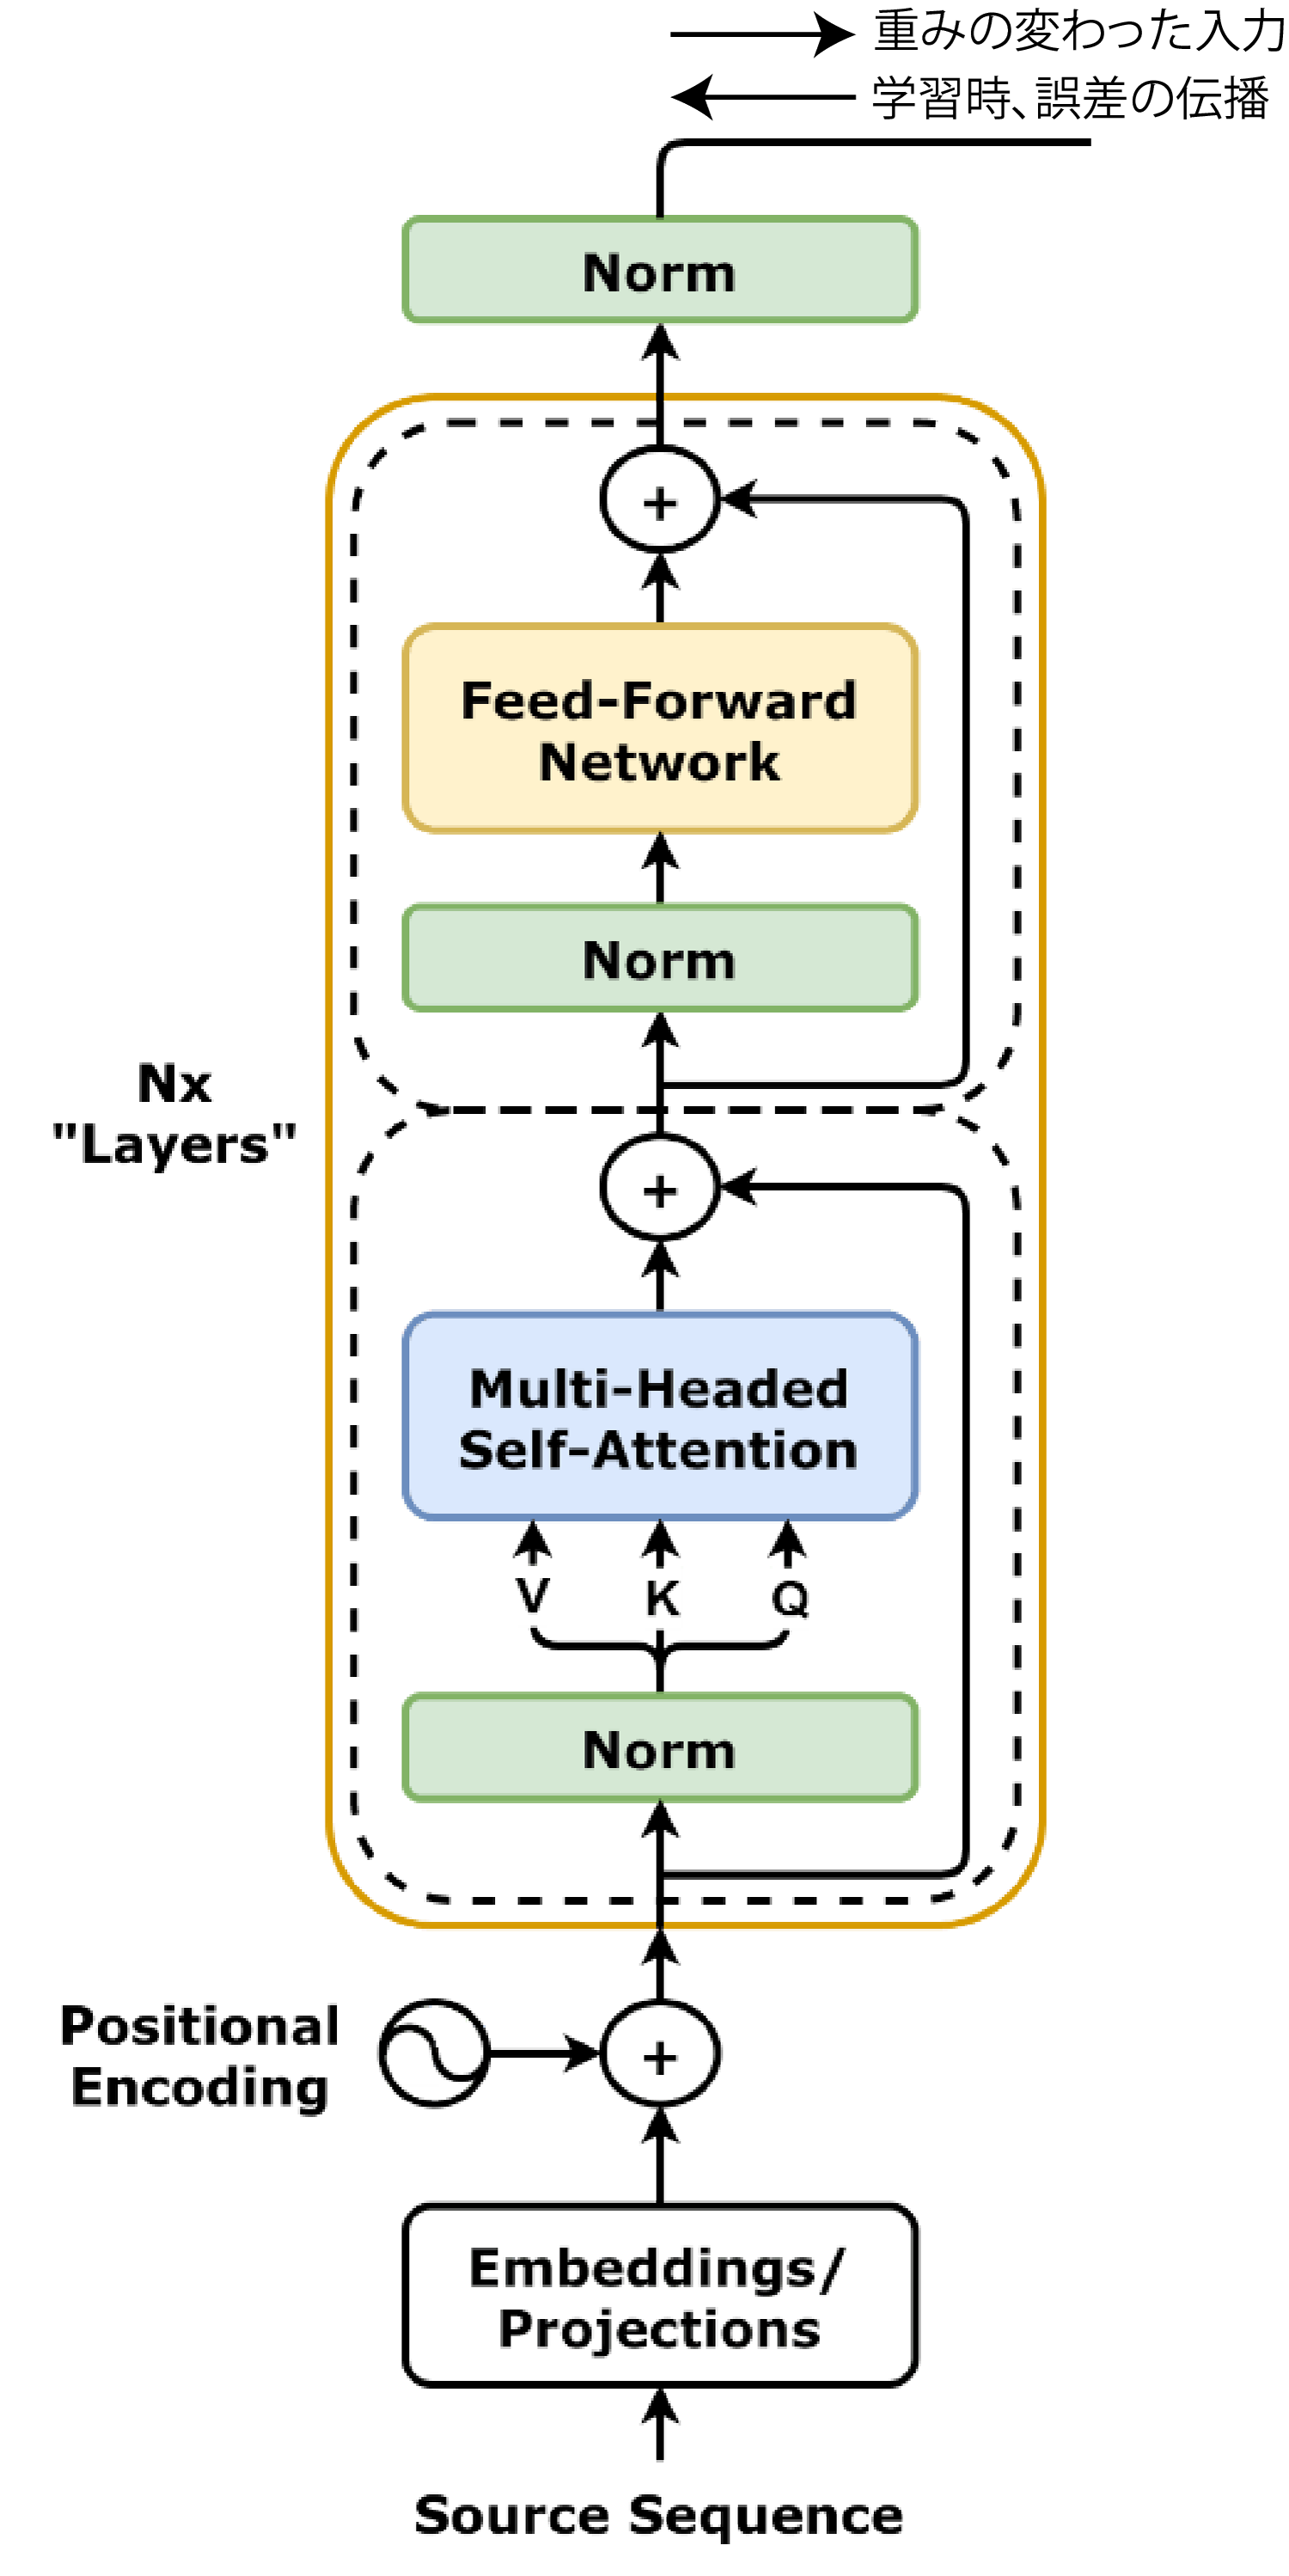 重みの変わった入力
学習時、誤差の伝播
Norm
+
Feed-Forward
Network
Norm
Nx
"Layers"
+
Multi-Headed
Self-Attention
V K Q
Norm
Positional
Encoding
+
Embeddings/
Projections
Source Sequence